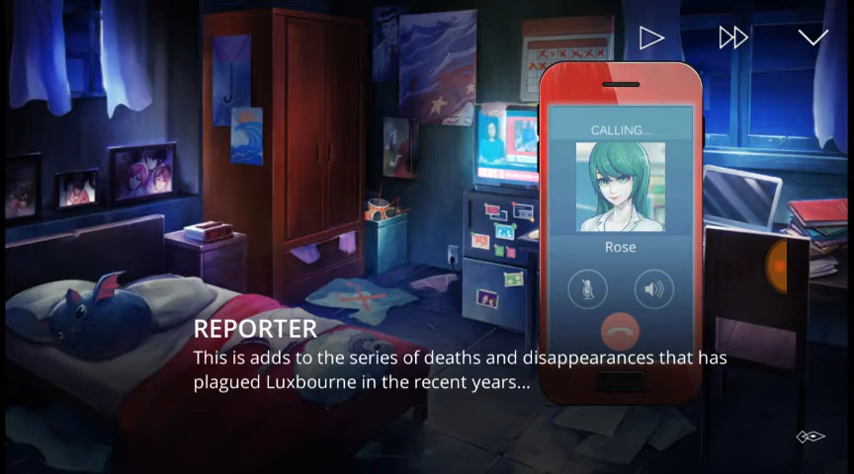 CALLING...
Rose
REPORTER
This is adds to the series of deaths and disappearances that has
plagued Luxbourne in the recent years...